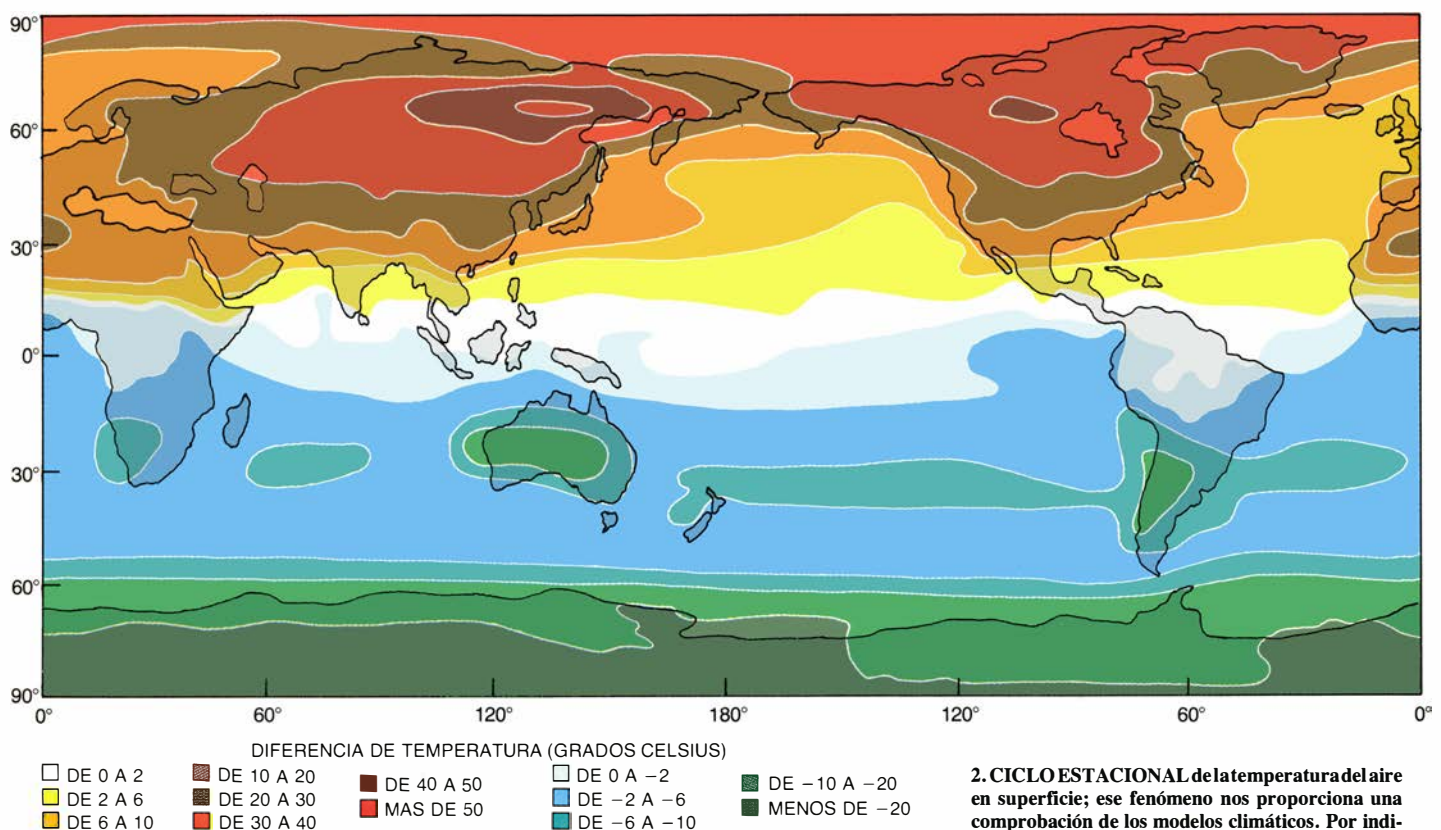 90°
60°
30°
0°
30°
60°
90°
0°
60°
120°
180°
120°
60°
0°
DIFERENCIA DE TEMPERATURA (GRADOS CELSIUS)
DE 0 A 2
DE 2 A 6
DE 6 A 10
DE 10 A 20
DE 20 A 30
DE 30 A 40
DE 40 A 50
MAS DE 50
DE 0 A −2
DE −2 A −6
DE −6 A −10
DE −10 A −20
MENOS DE −20
2. CICLO ESTACIONAL de la temperatura del aire
en superficie; ese fenómeno nos proporciona una
comprobación de los modelos climáticos. Por indi-